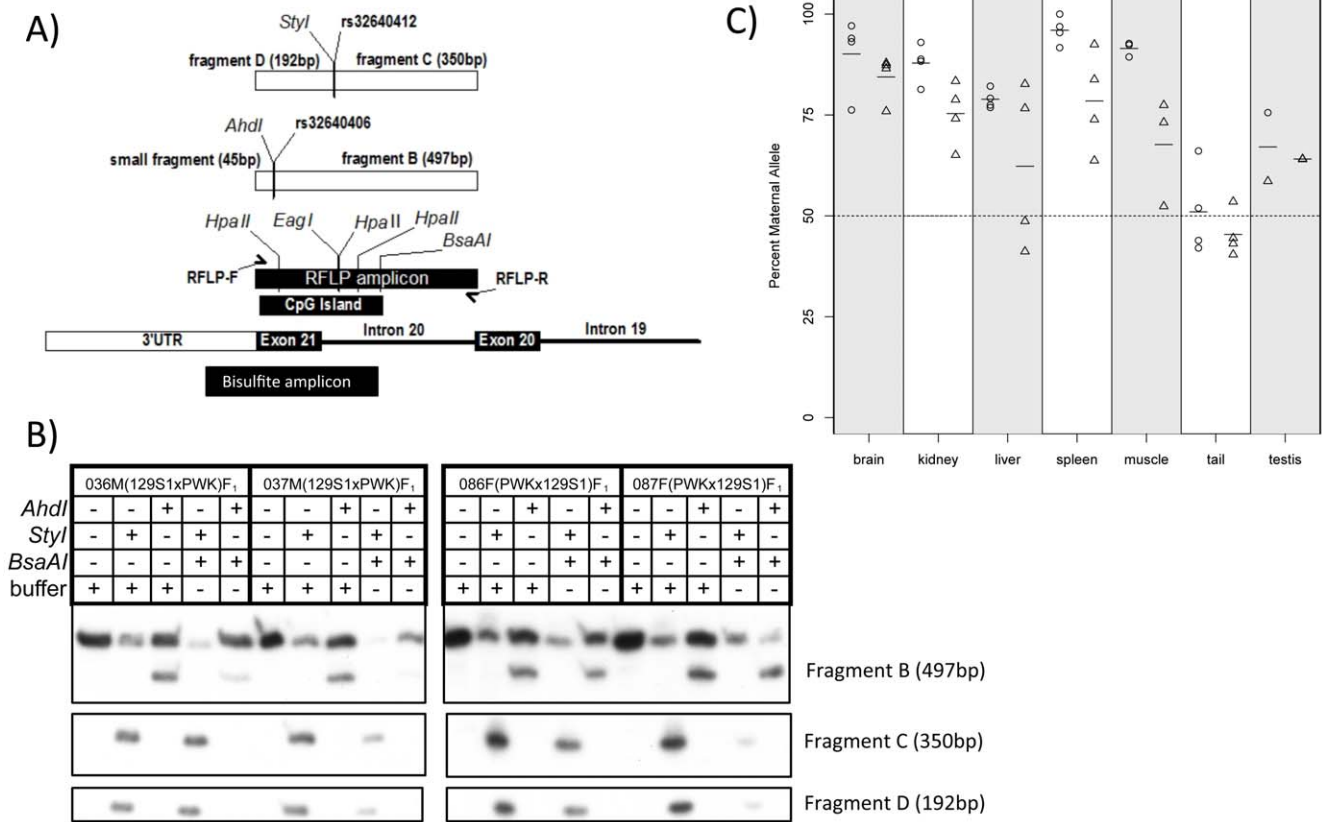 A)
StyI rs32640412
fragment D (192bp) fragment C (350bp)
AhdI rs32640406
small fragment (45bp) fragment B (497bp)
HpaII EagI HpaII HpaII
BsaAI
RFLP-F RFLP amplicon RFLP-R
CpG Island
3'UTR Exon 21 Intron 20 Exon 20 Intron 19
Bisulfite amplicon
B)
036M(129S1xPWK)F1 037M(129S1xPWK)F1 086F(PWKx129S1)F1 087F(PWKx129S1)F1
AhdI - - + - + - - + - + - - + - + - - + - +
StyI - + - + - - + - + - - + - + - - + - + -
BsaAI - - - + + - - - + + - - - + + - - - + +
buffer + + + - - + + + - - + + + - - + + + - -
Fragment B (497bp)
Fragment C (350bp)
Fragment D (192bp)
C)
Percent Maternal Allele
100
75
50
25
0
brain kidney liver spleen muscle tail testis